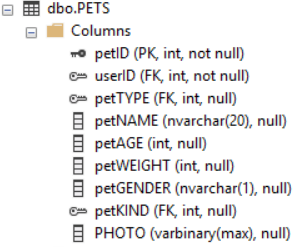 dbo.PETS
Columns
petID (PK, int, not null)
userID (FK, int, not null)
petTYPE (FK, int, null)
petNAME (nvarchar(20), null)
petAGE (int, null)
petWEIGHT (int, null)
petGENDER (nvarchar(1), null)
petKIND (FK, int, null)
PHOTO (varbinary(max), null)